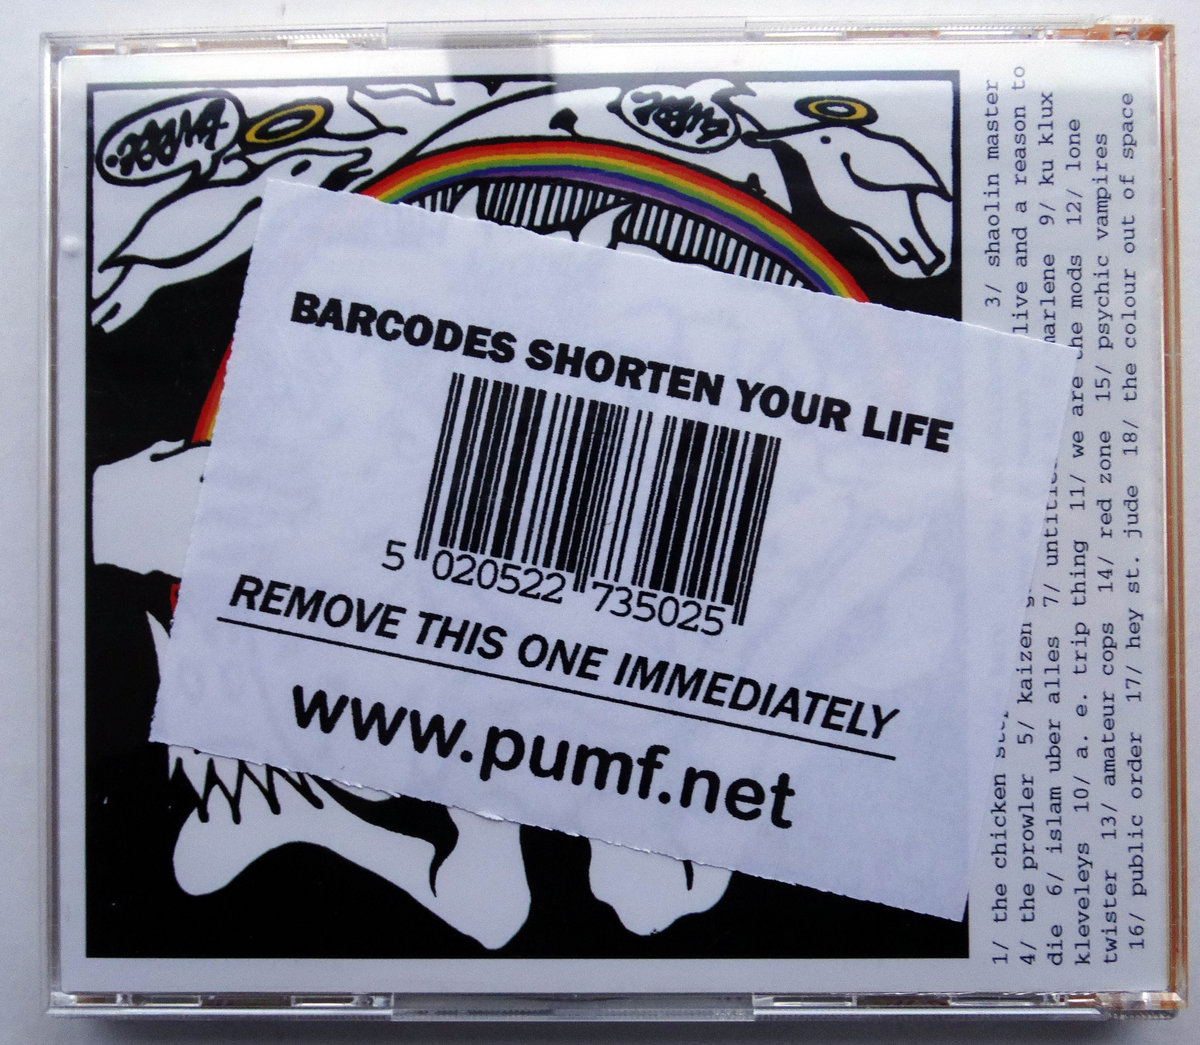 BARCODES SHORTEN YOUR LIFE
5 020522 735025
REMOVE THIS ONE IMMEDIATELY
www.pumf.net
1/ the chicken 3/ shaolin master
4/ the prowler 5/ kaizen live and a reason to
die 6/ islam uber alles 7/ marlene 9/ ku klux
kleveleys 10/ a. e. trip thing 11/ we are the mods 12/ lone
twister 13/ amateur cops 14/ red zone 15/ psychic vampires
16/ public order 17/ hey st. jude 18/ the colour out of space